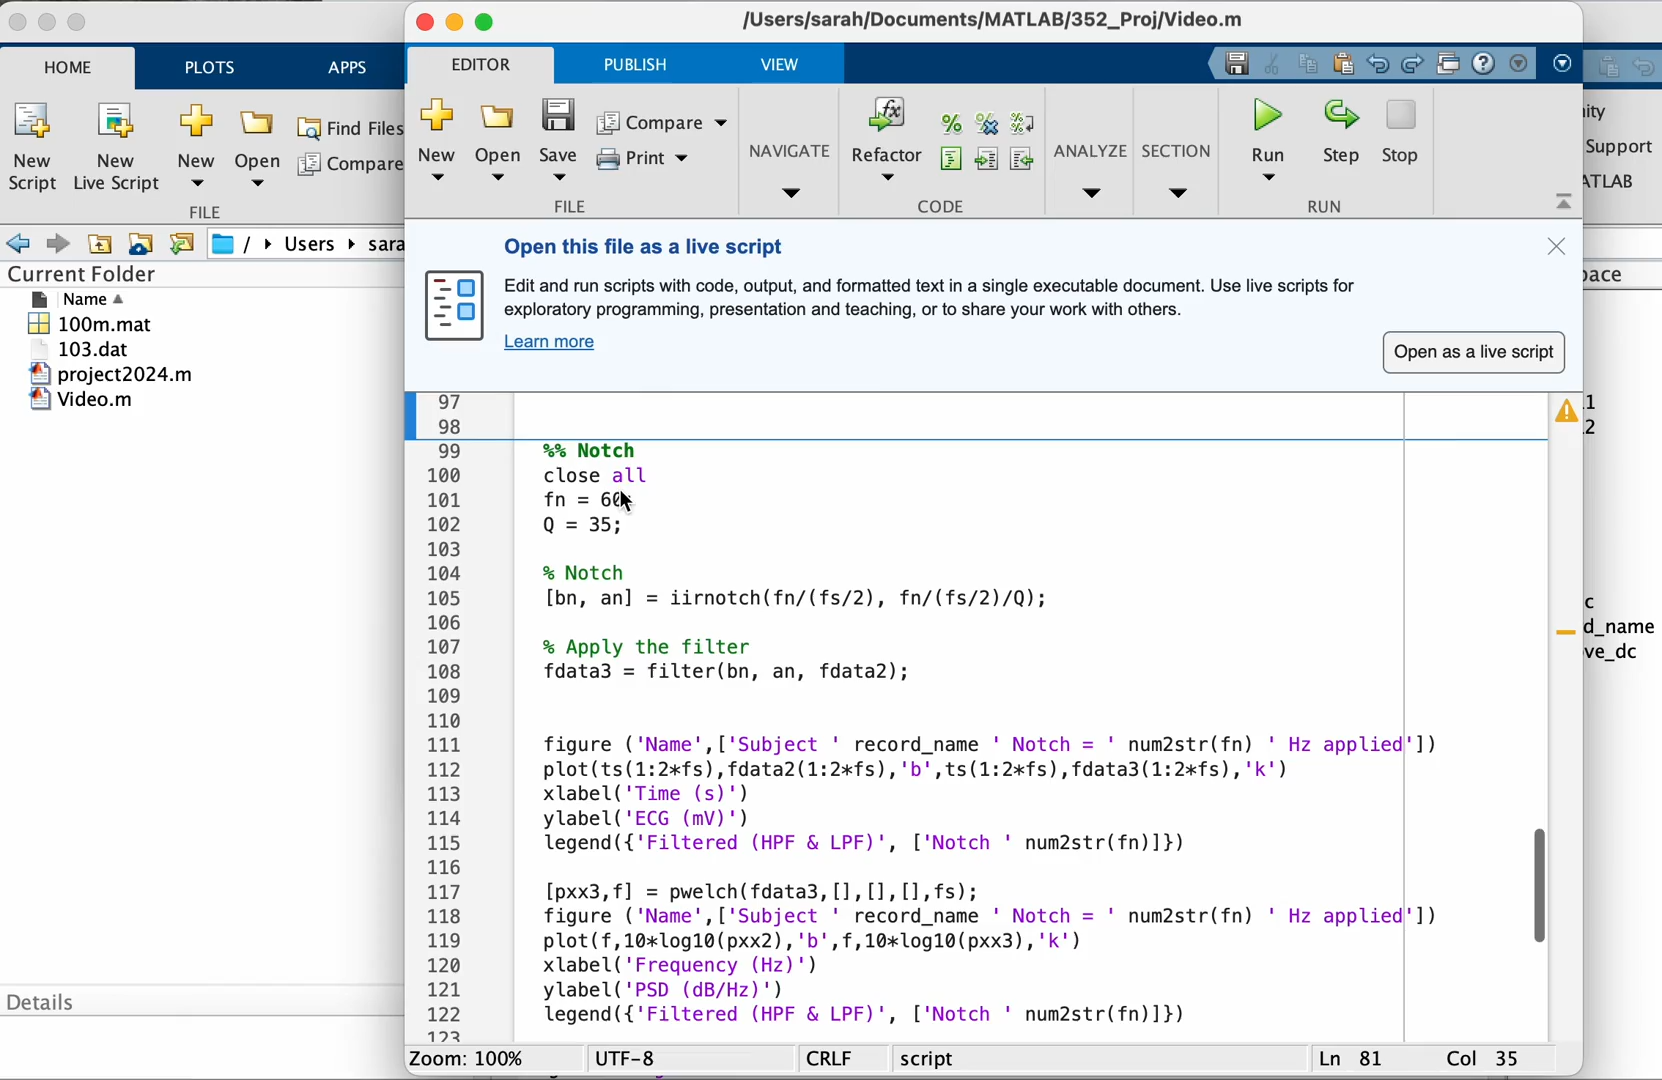 /Users/sarah/Documents/MATLAB/352_Proj/Video.m
HOME PLOTS APPS
EDITOR PUBLISH VIEW
New Script
New Live Script
New
Open
Find Files
Compare
FILE
New
Open
Save
Compare
Print
FILE
NAVIGATE
Refactor
CODE
ANALYZE
SECTION
Run
Step
Stop
RUN
ity
Support
ATLAB
/ ▸ Users ▸ sara
Current Folder
Name ▲
100m.mat
103.dat
project2024.m
Video.m
Details
Open this file as a live script
Edit and run scripts with code, output, and formatted text in a single executable document. Use live scripts for
exploratory programming, presentation and teaching, or to share your work with others.
Learn more
Open as a live script
97
98
99 %% Notch
100 close all
101 fn = 60
102 Q = 35;
103
104 % Notch
105 [bn, an] = iirnotch(fn/(fs/2), fn/(fs/2)/Q);
106
107 % Apply the filter
108 fdata3 = filter(bn, an, fdata2);
109
110
111 figure ('Name',['Subject ' record_name ' Notch = ' num2str(fn) ' Hz applied'])
112 plot(ts(1:2*fs),fdata2(1:2*fs),'b',ts(1:2*fs),fdata3(1:2*fs),'k')
113 xlabel('Time (s)')
114 ylabel('ECG (mV)')
115 legend({'Filtered (HPF & LPF)', ['Notch ' num2str(fn)]})
116
117 [pxx3,f] = pwelch(fdata3,[],[],[],fs);
118 figure ('Name',['Subject ' record_name ' Notch = ' num2str(fn) ' Hz applied'])
119 plot(f,10*log10(pxx2),'b',f,10*log10(pxx3),'k')
120 xlabel('Frequency (Hz)')
121 ylabel('PSD (dB/Hz)')
122 legend({'Filtered (HPF & LPF)', ['Notch ' num2str(fn)]})
123
pace
1
2
c
d_name
ve_dc
Zoom: 100% UTF-8 CRLF script Ln 81 Col 35